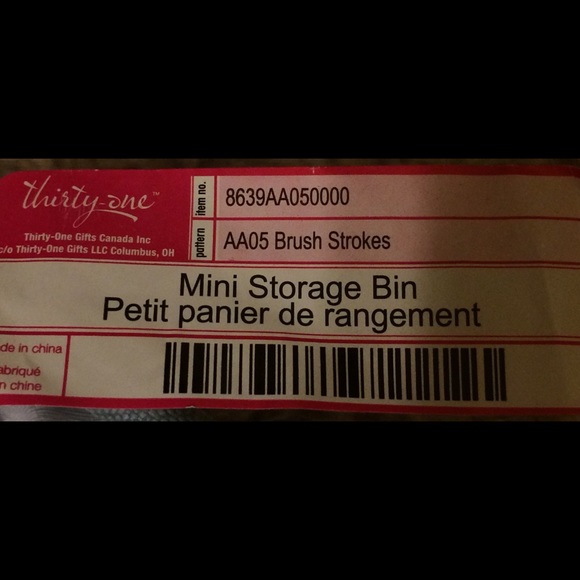 thirty-one™
Thirty-One Gifts Canada Inc
c/o Thirty-One Gifts LLC Columbus, OH
item no.
8639AA050000
pattern
AA05 Brush Strokes
Mini Storage Bin
Petit panier de rangement
de in china
abriqué
n chine